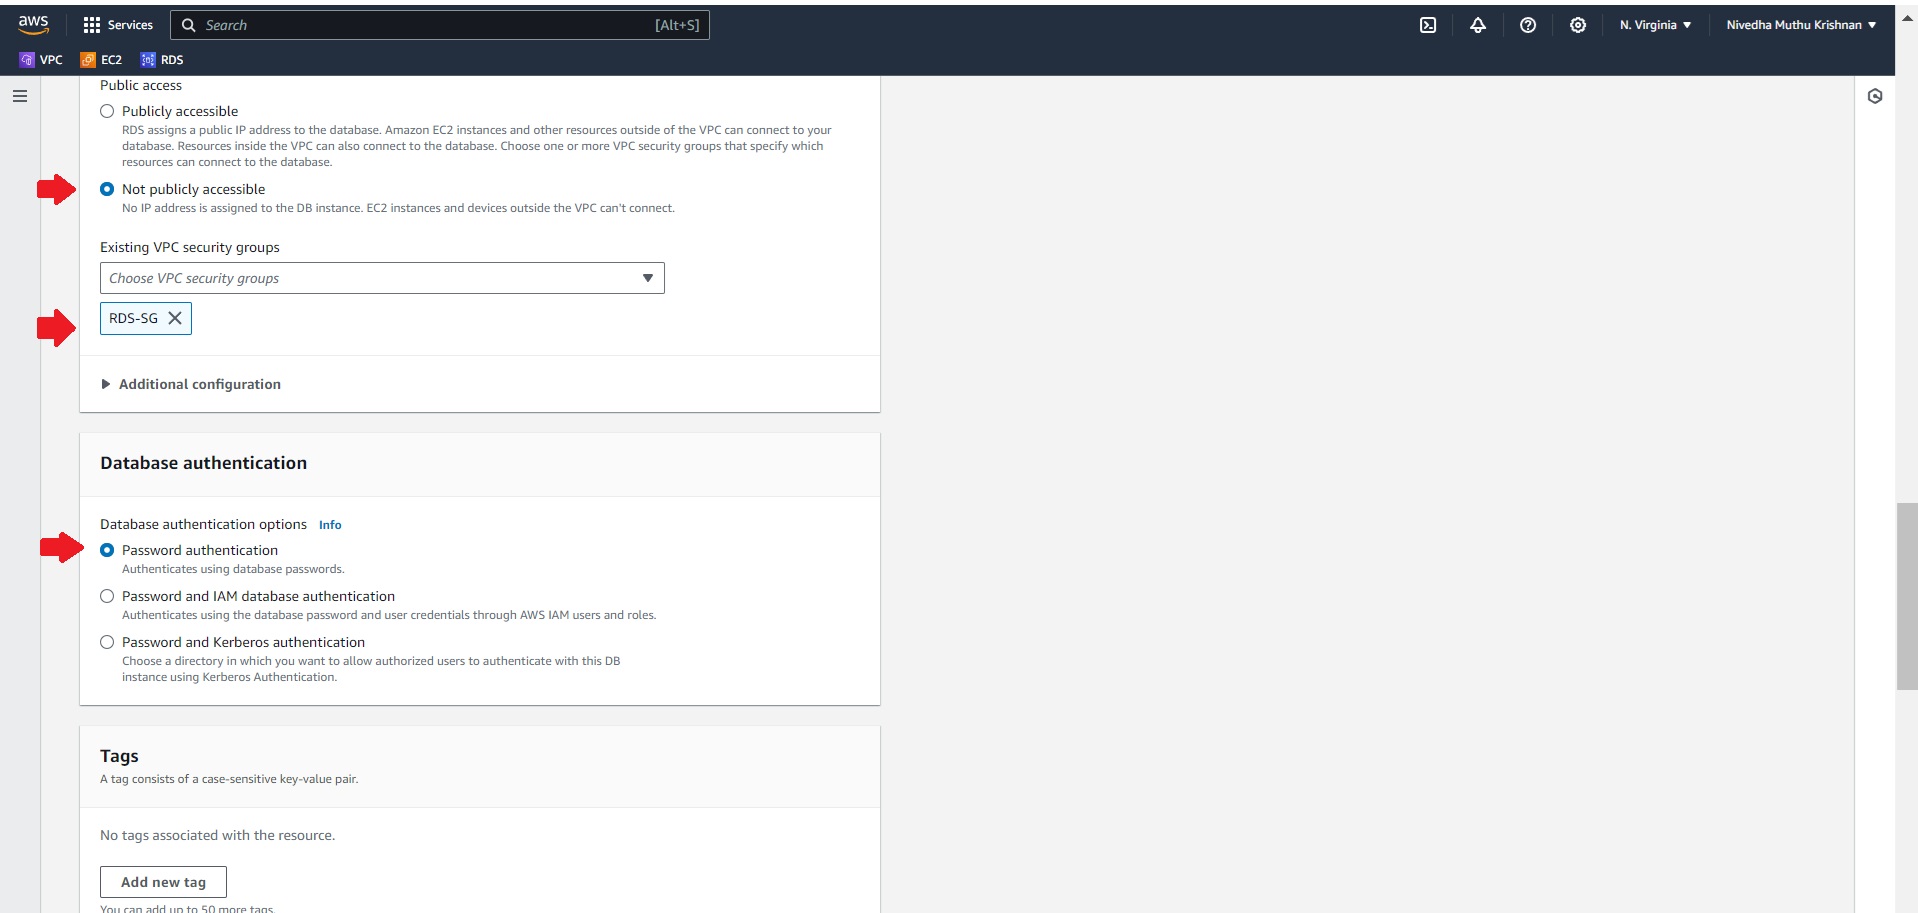 aws
Services
Search
[Alt+S]
N. Virginia
Nivedha Muthu Krishnan
VPC
EC2
RDS
Public access
Publicly accessible
RDS assigns a public IP address to the database. Amazon EC2 instances and other resources outside of the VPC can connect to your
database. Resources inside the VPC can also connect to the database. Choose one or more VPC security groups that specify which
resources can connect to the database.
Not publicly accessible
No IP address is assigned to the DB instance. EC2 instances and devices outside the VPC can't connect.
Existing VPC security groups
Choose VPC security groups
RDS-SG
Additional configuration
Database authentication
Database authentication options Info
Password authentication
Authenticates using database passwords.
Password and IAM database authentication
Authenticates using the database password and user credentials through AWS IAM users and roles.
Password and Kerberos authentication
Choose a directory in which you want to allow authorized users to authenticate with this DB
instance using Kerberos Authentication.
Tags
A tag consists of a case-sensitive key-value pair.
No tags associated with the resource.
Add new tag
You can add up to 50 more tags.